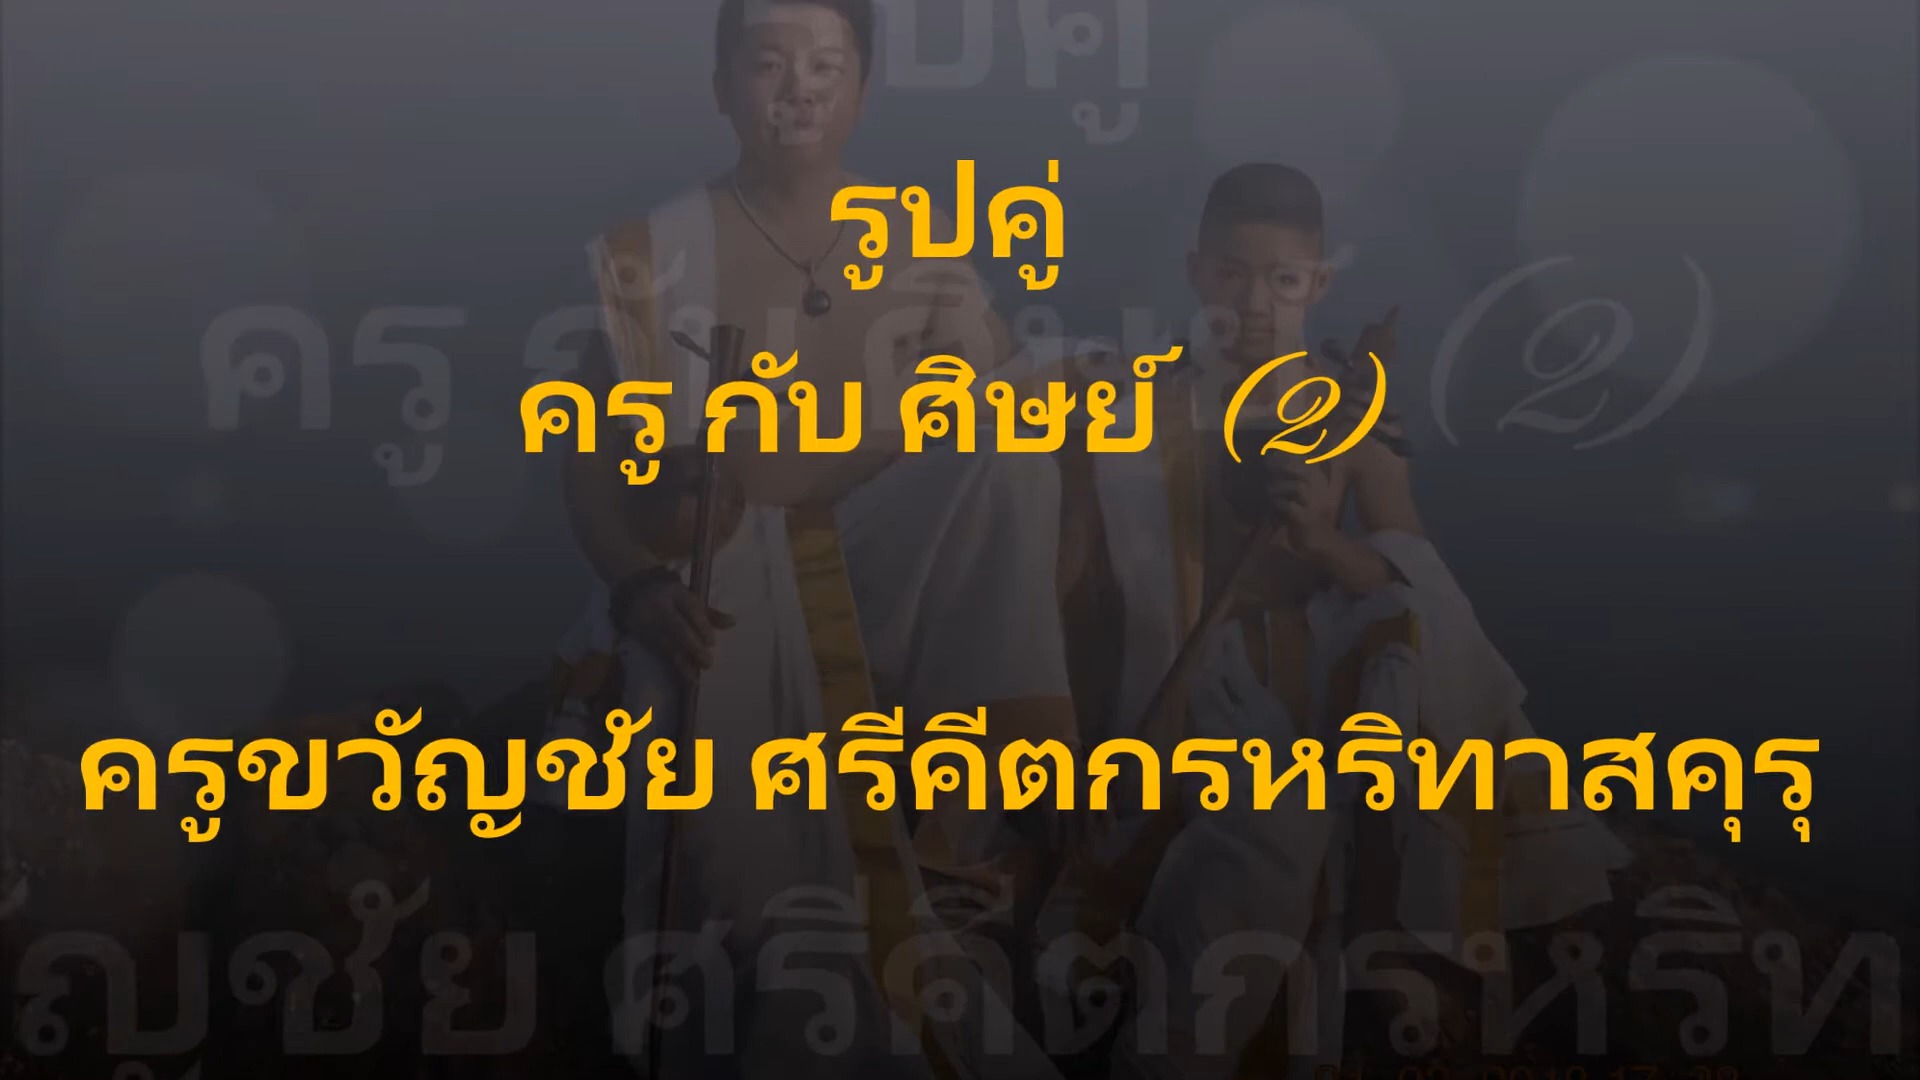 รูปคู่
ครู กับ ศิษย์ (2)
ครูขวัญชัย ศรีคีตกรหริทาสคุรุ